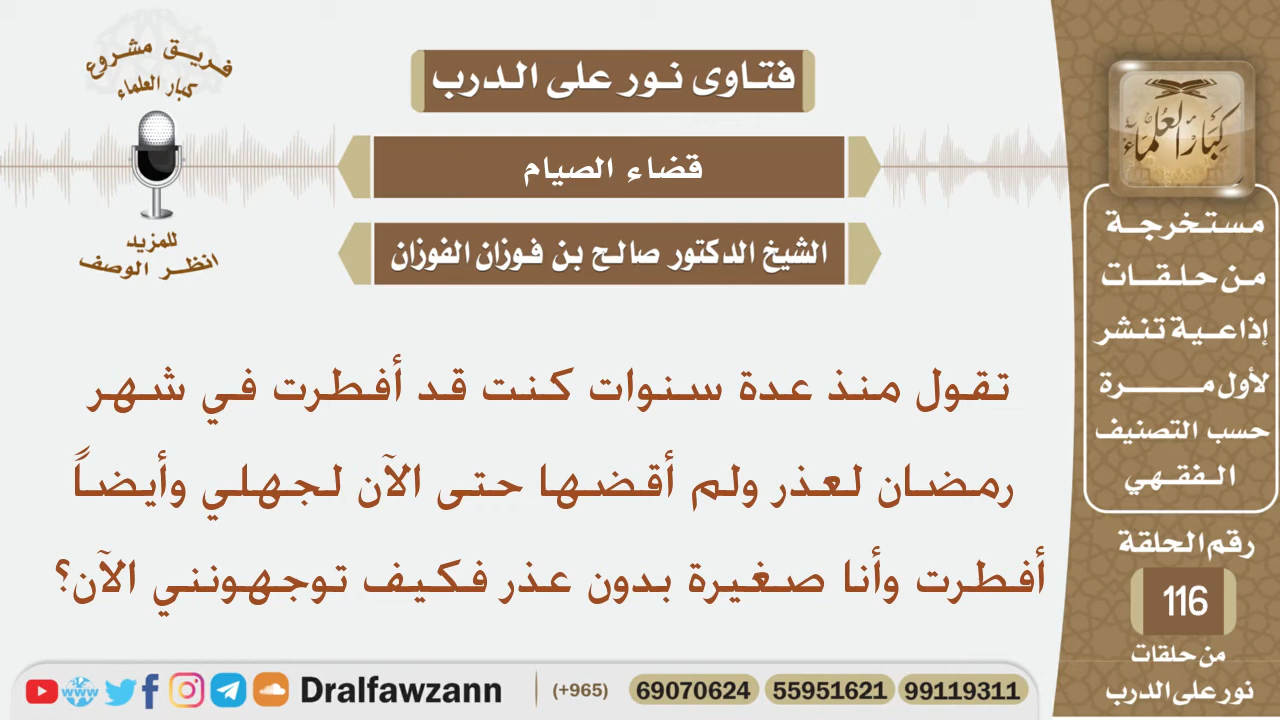 فريق مشروع
كبار العلماء
للمزيد
انظر الوصف
فتاوى نور على الدرب
قضاء الصيام
الشيخ الدكتور صالح بن فوزان الفوزان
تقول منذ عدة سنوات كنت قد أفطرت في شهر
رمضان لعذر ولم أقضها حتى الآن لجهلي وأيضاً
أفطرت وأنا صغيرة بدون عذر فكيف توجهونني الآن؟
كبار العلماء
مستخرجة
من حلقات
إذاعية تنشر
لأول مرة
حسب التصنيف
الفقهي
رقم الحلقة
116
من حلقات
نور على الدرب
www Dralfawzann (+965) 69070624 55951621 99119311